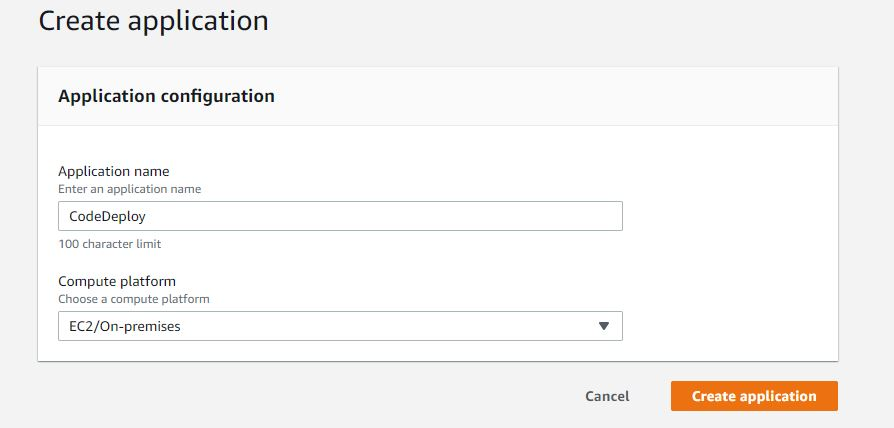 Create application
Application configuration
Application name
Enter an application name
CodeDeploy
100 character limit
Compute platform
Choose a compute platform
EC2/On-premises
Cancel
Create application